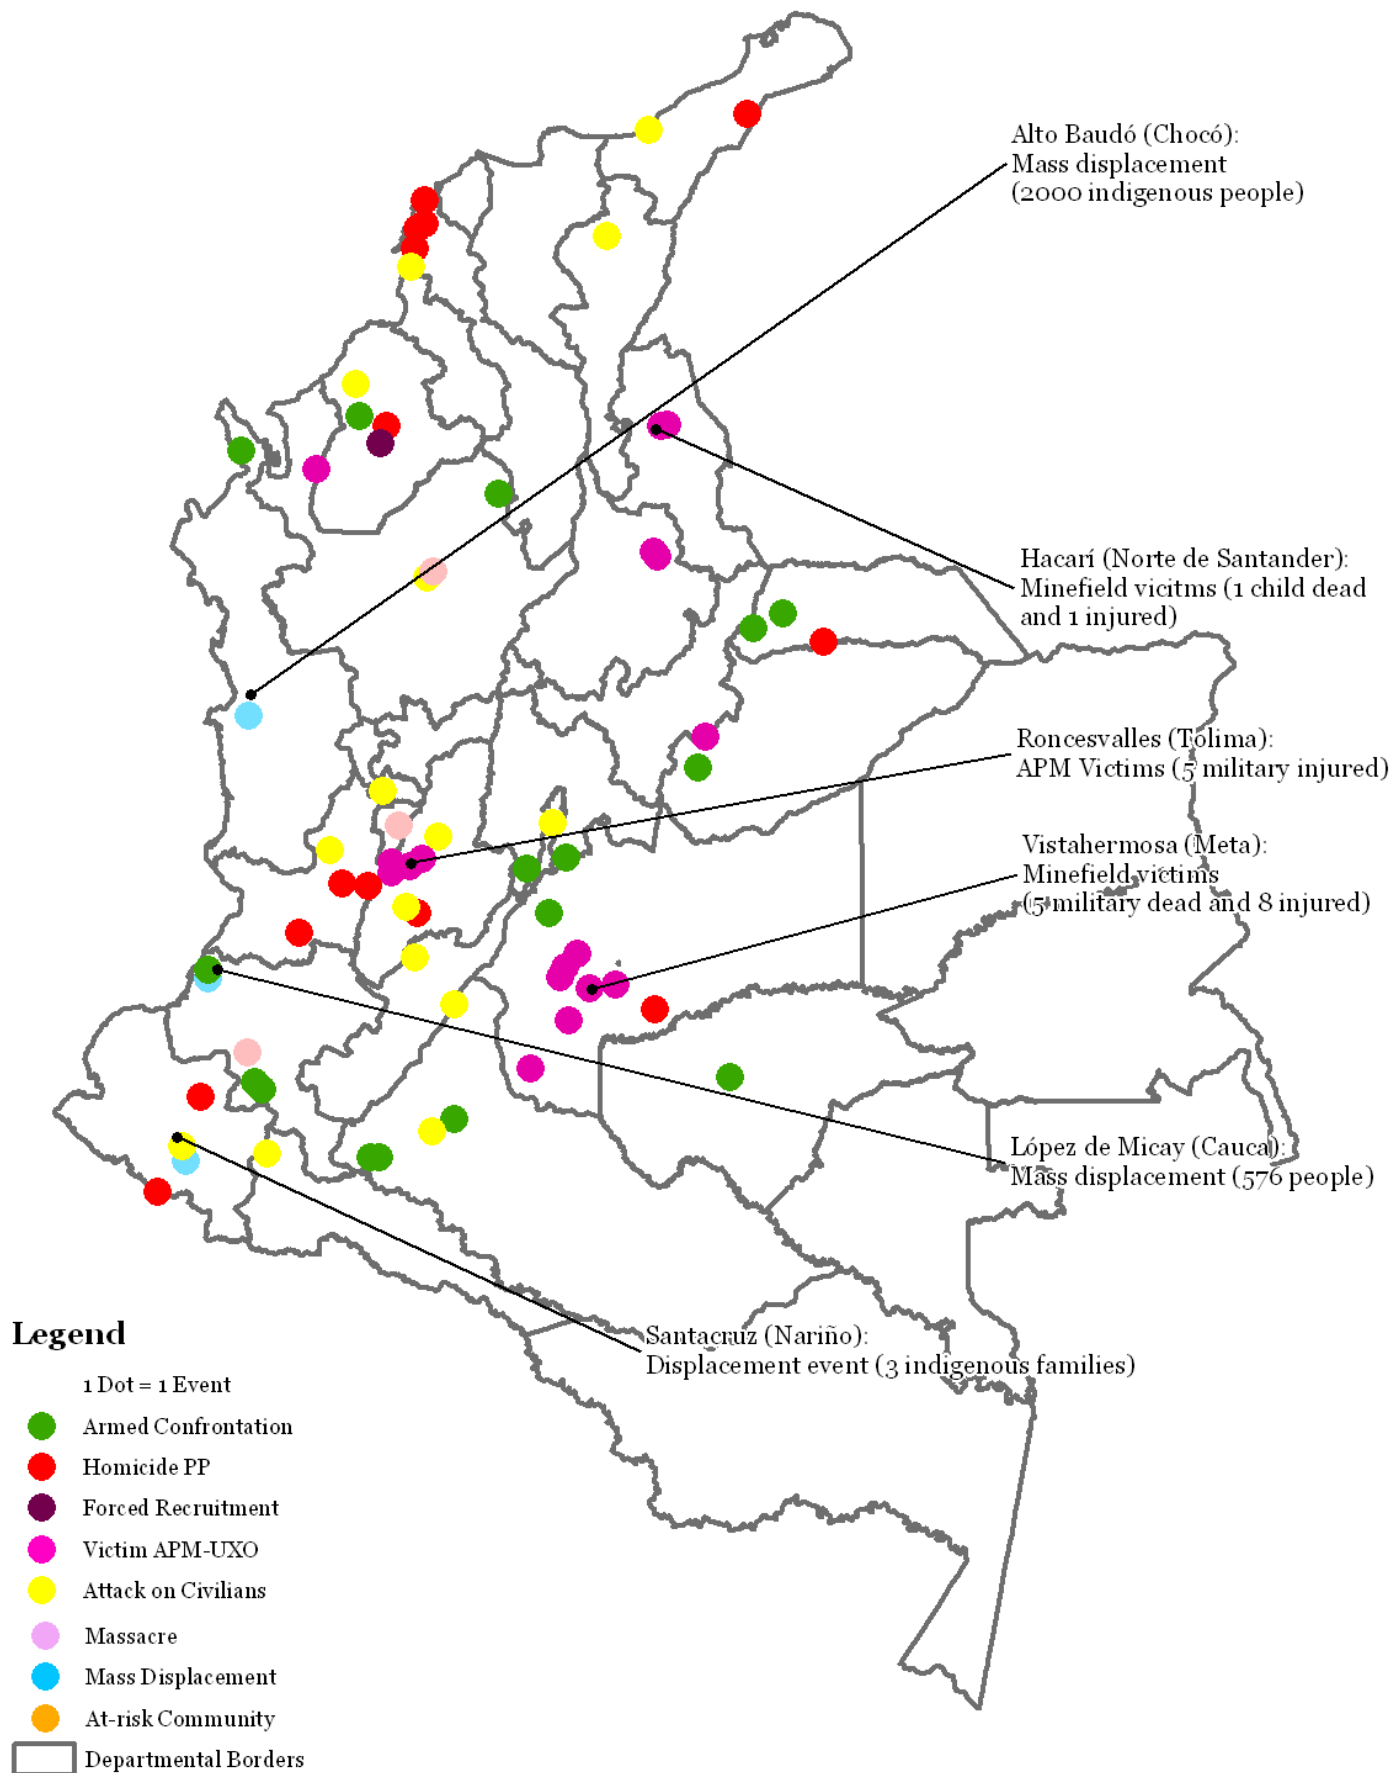 Alto Baudó (Chocó):
Mass displacement
(2000 indigenous people)
Hacarí (Norte de Santander):
Minefield vicitms (1 child dead
and 1 injured)
Roncesvalles (Tolima):
APM Victims (5 military injured)
Vistahermosa (Meta):
Minefield victims
(5 military dead and 8 injured)
López de Micay (Cauca):
Mass displacement (576 people)
Santacruz (Nariño):
Displacement event (3 indigenous families)
Legend
1 Dot = 1 Event
Armed Confrontation
Homicide PP
Forced Recruitment
Victim APM-UXO
Attack on Civilians
Massacre
Mass Displacement
At-risk Community
Departmental Borders